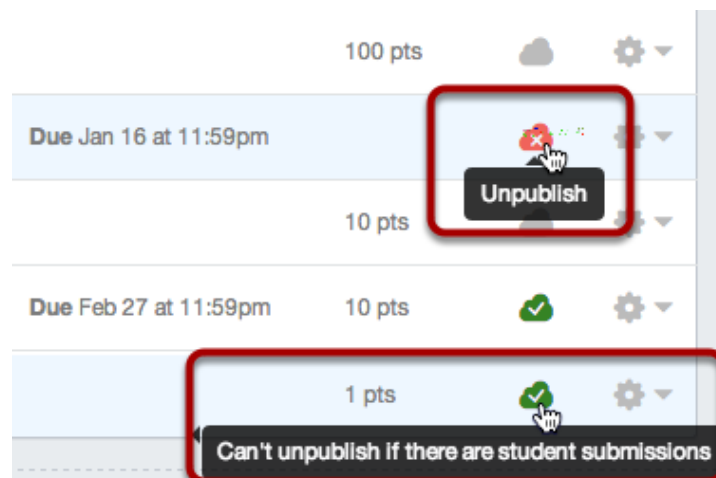 100 pts
Due Jan 16 at 11:59pm
Unpublish
10 pts
Due Feb 27 at 11:59pm 10 pts
1 pts
Can't unpublish if there are student submissions